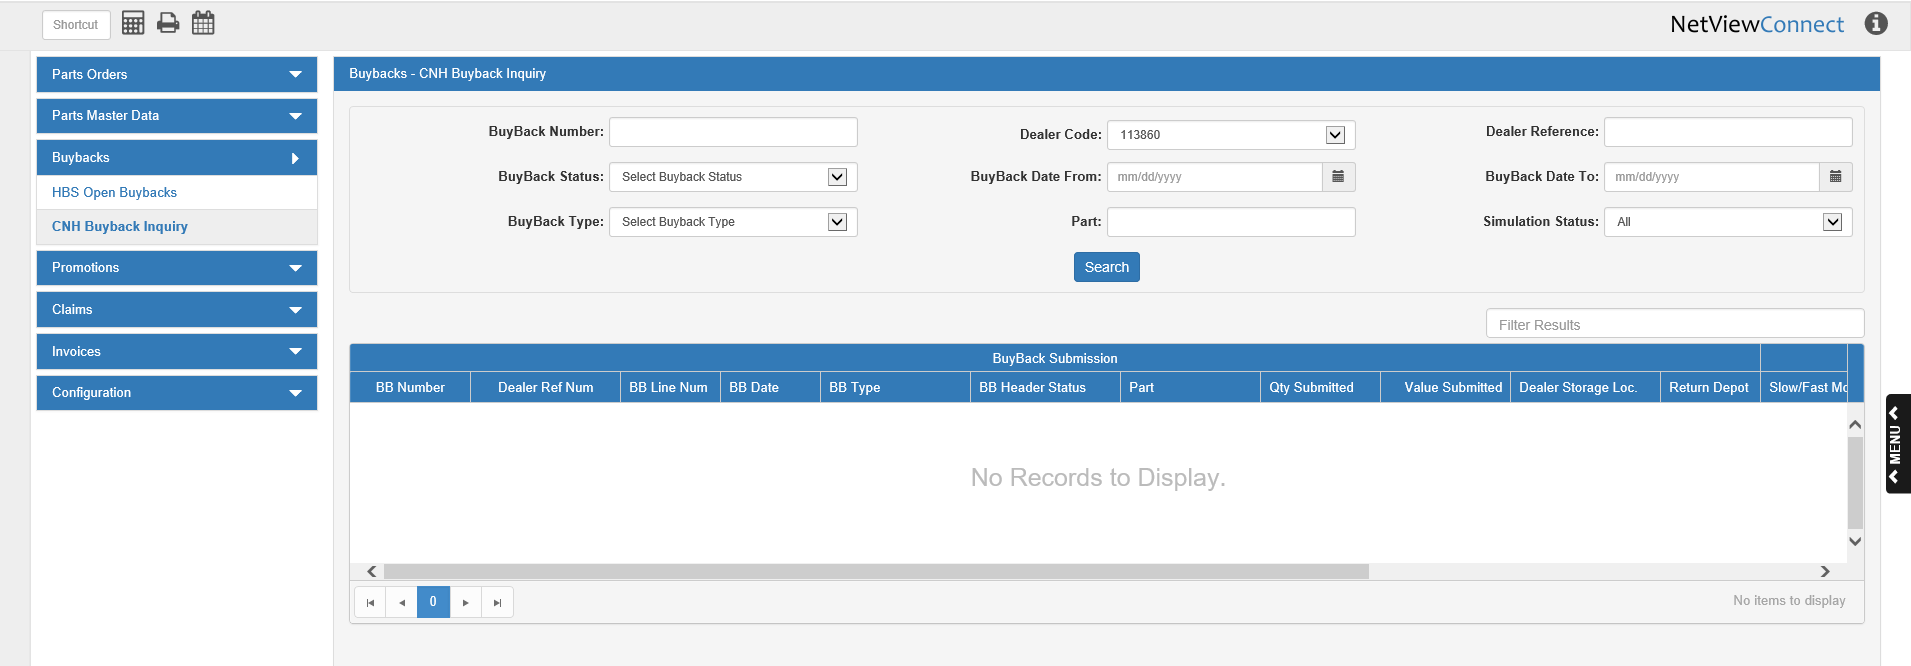 Shortcut
NetViewConnect
Parts Orders
Parts Master Data
Buybacks
HBS Open Buybacks
CNH Buyback Inquiry
Promotions
Claims
Invoices
Configuration
Buybacks - CNH Buyback Inquiry
BuyBack Number:
Dealer Code: 113860
Dealer Reference:
BuyBack Status: Select Buyback Status
BuyBack Date From: mm/dd/yyyy
BuyBack Date To: mm/dd/yyyy
BuyBack Type: Select Buyback Type
Part:
Simulation Status: All
Search
Filter Results
BuyBack Submission
BB Number Dealer Ref Num BB Line Num BB Date BB Type BB Header Status Part Qty Submitted Value Submitted Dealer Storage Loc. Return Depot Slow/Fast Mo
No Records to Display.
0
No items to display
MENU